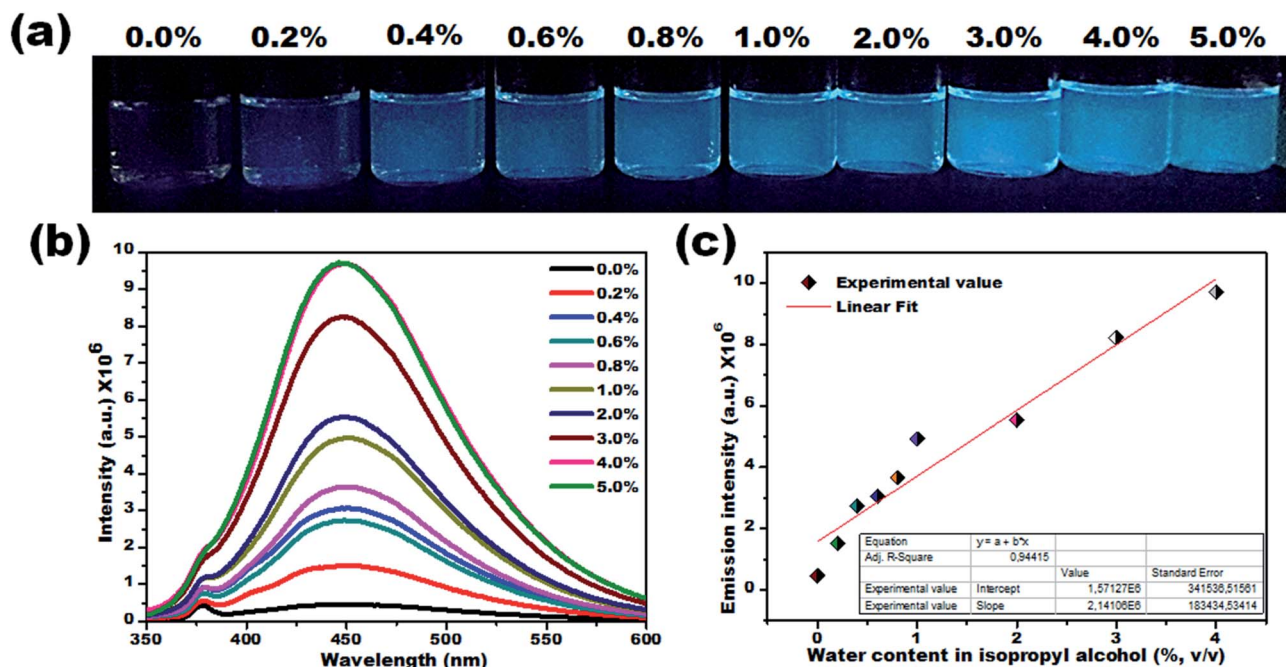 (a)
0.0% 0.2% 0.4% 0.6% 0.8% 1.0% 2.0% 3.0% 4.0% 5.0%
(b)
10
9
8
7
6
5
4
3
2
1
0
Intensity (a.u.) X10⁶
350 400 450 500 550 600
Wavelength (nm)
0.0%
0.2%
0.4%
0.6%
0.8%
1.0%
2.0%
3.0%
4.0%
5.0%
(c)
10
8
6
4
2
0
Emission intensity (a.u.) X10⁶
Experimental value
Linear Fit
Equation y = a + b*x
Adj. R-Square 0,94415
Value Standard Error
Experimental value Intercept 1,57127E6 341536,51561
Experimental value Slope 2,14106E6 183434,53414
0 1 2 3 4
Water content in isopropyl alcohol (%, v/v)